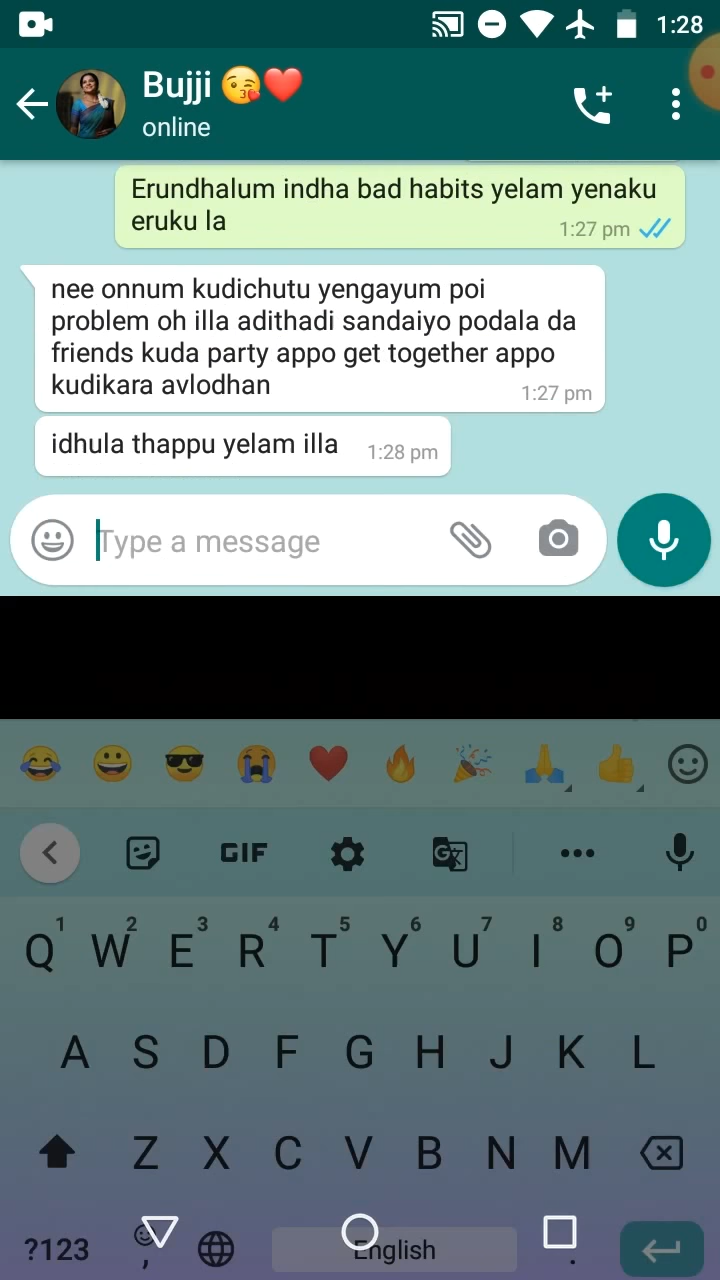 1:28
Bujji 😘❤️
online
Erundhalum indha bad habits yelam yenaku
eruku la
1:27 pm
nee onnum kudichutu yengayum poi
problem oh illa adithadi sandaiyo podala da
friends kuda party appo get together appo
kudikara avlodhan
1:27 pm
idhula thappu yelam illa 1:28 pm
Type a message
😂 😀 😎 😭 ❤️ 🔥 🎉 🙏 👍
GIF
1 2 3 4 5 6 7 8 9 0
Q W E R T Y U I O P
A S D F G H J K L
Z X C V B N M
?123 , English .